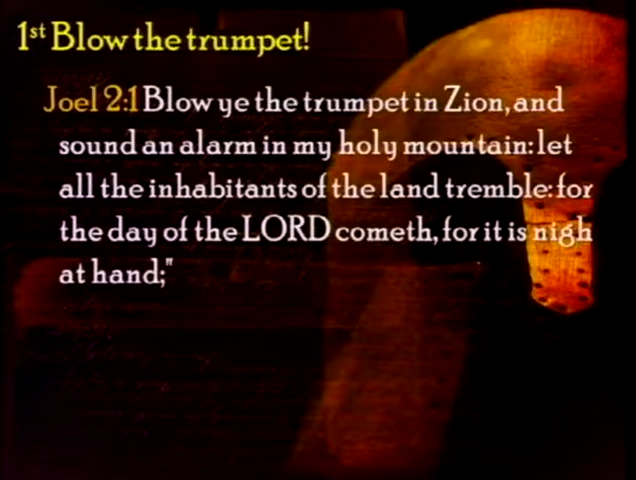 1st Blow the trumpet!
Joel 2:1 Blow ye the trumpet in Zion, and
sound an alarm in my holy mountain: let
all the inhabitants of the land tremble: for
the day of the LORD cometh, for it is nigh
at hand;"